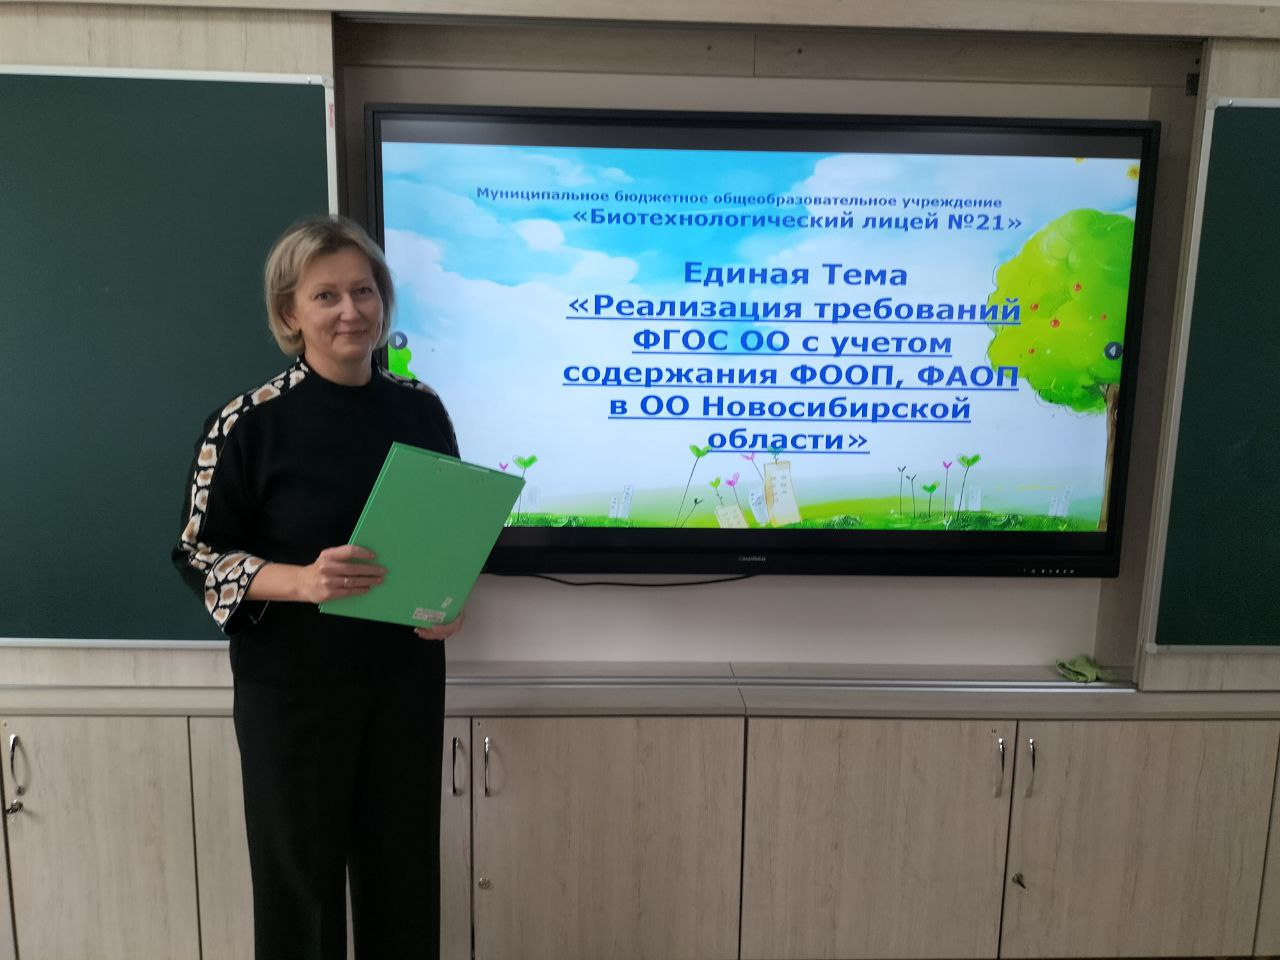 Муниципальное бюджетное общеобразовательное учреждение
«Биотехнологический лицей №21»
Единая Тема
«Реализация требований
ФГОС ОО с учетом
содержания ФООП, ФАОП
в ОО Новосибирской
области»